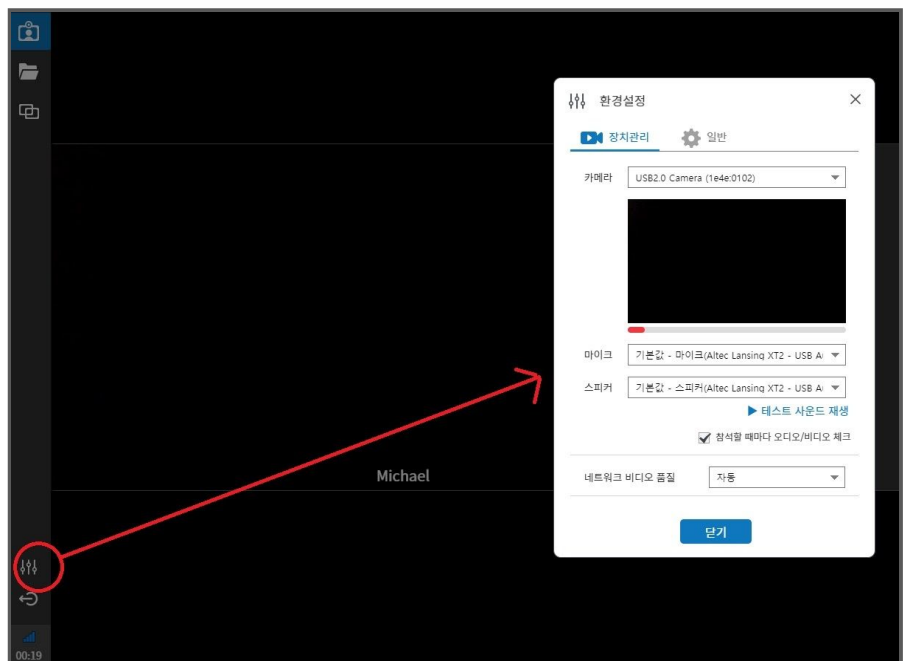 환경설정
장치관리 일반
카메라 USB2.0 Camera (1e4e:0102)
마이크 기본값 - 마이크(Altec Lansing XT2 - USB A
스피커 기본값 - 스피커(Altec Lansing XT2 - USB A
테스트 사운드 재생
참석할 때마다 오디오/비디오 체크
Michael
네트워크 비디오 품질 자동
닫기
00:19